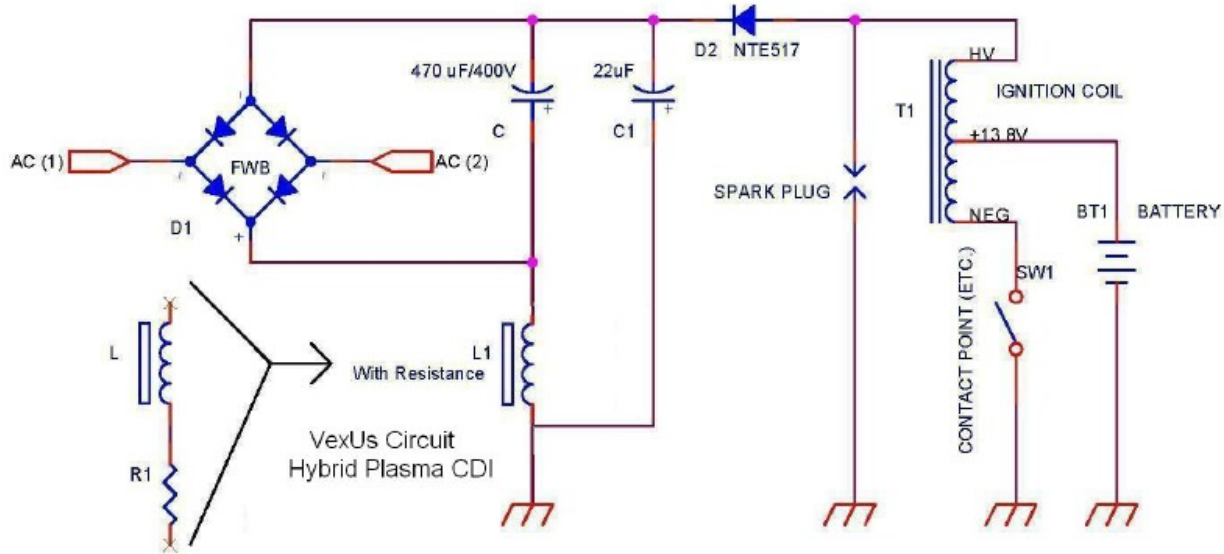 D2 NTE517
470 uF/400V
22uF
C
C1
AC (1)
FWB
AC (2)
D1
HV
IGNITION COIL
T1
+13.8V
SPARK PLUG
NEG
BT1
BATTERY
SW1
CONTACT POINT (ETC.)
L
L1
With Resistance
VexUs Circuit
Hybrid Plasma CDI
R1